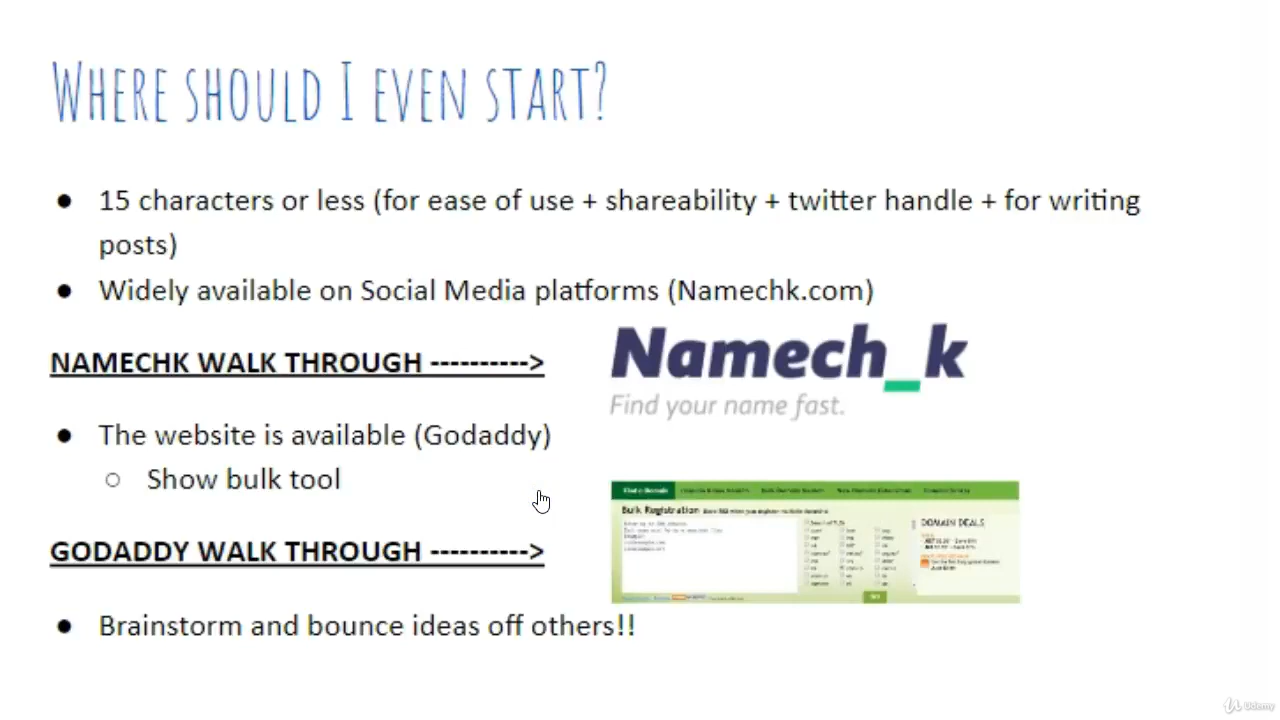 WHERE SHOULD I EVEN START?
● 15 characters or less (for ease of use + shareability + twitter handle + for writing
posts)
● Widely available on Social Media platforms (Namechk.com)
NAMECHK WALK THROUGH ---------->
Namech_k
Find your name fast.
● The website is available (Godaddy)
○ Show bulk tool
Bulk Registration
DOMAIN DEALS
GODADDY WALK THROUGH ---------->
● Brainstorm and bounce ideas off others!!
Udemy